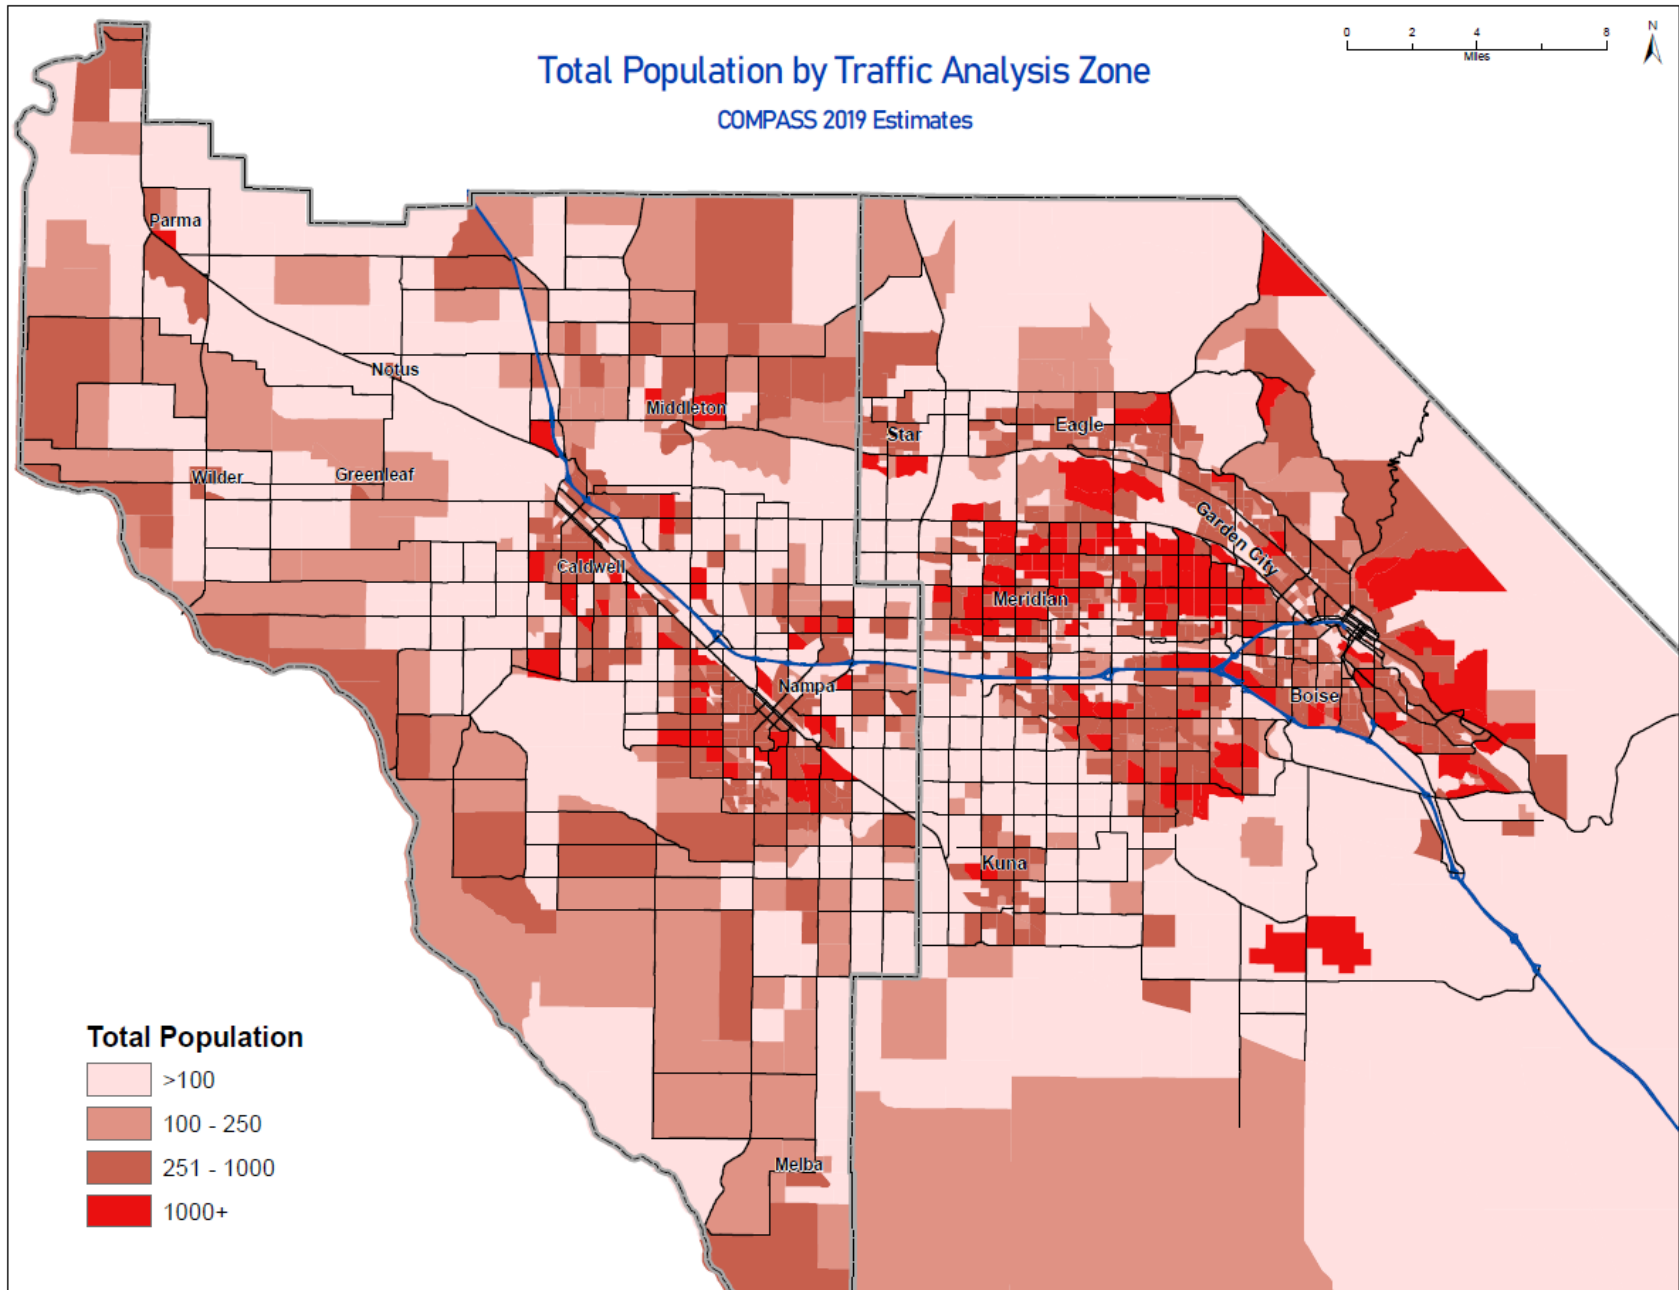 Total Population by Traffic Analysis Zone
COMPASS 2019 Estimates
0 2 4 8
Miles
N
Parma
Notus
Middleton
Star
Eagle
Wilder
Greenleaf
Garden City
Caldwell
Meridian
Nampa
Boise
Kuna
Melba
Total Population
>100
100 - 250
251 - 1000
1000+